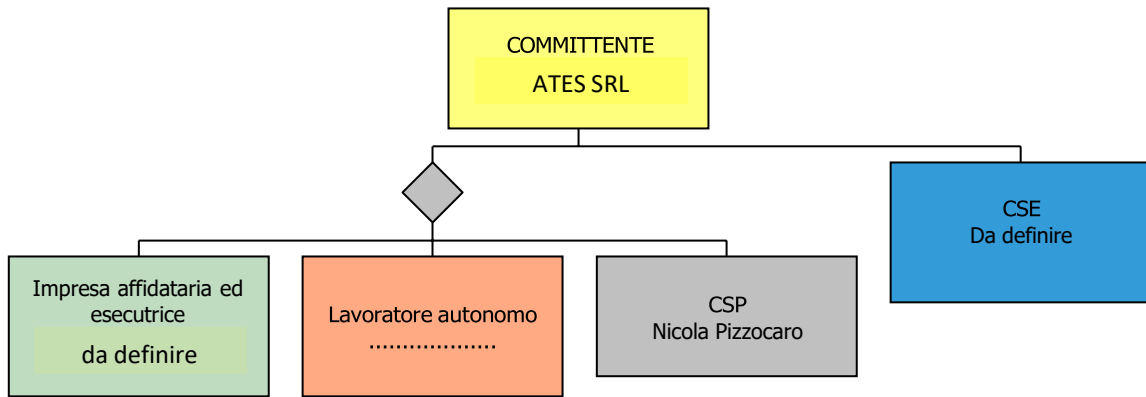 COMMITTENTE
ATES SRL
CSE
Da definire
Impresa affidataria ed
esecutrice
da definire
Lavoratore autonomo
...................
CSP
Nicola Pizzocaro